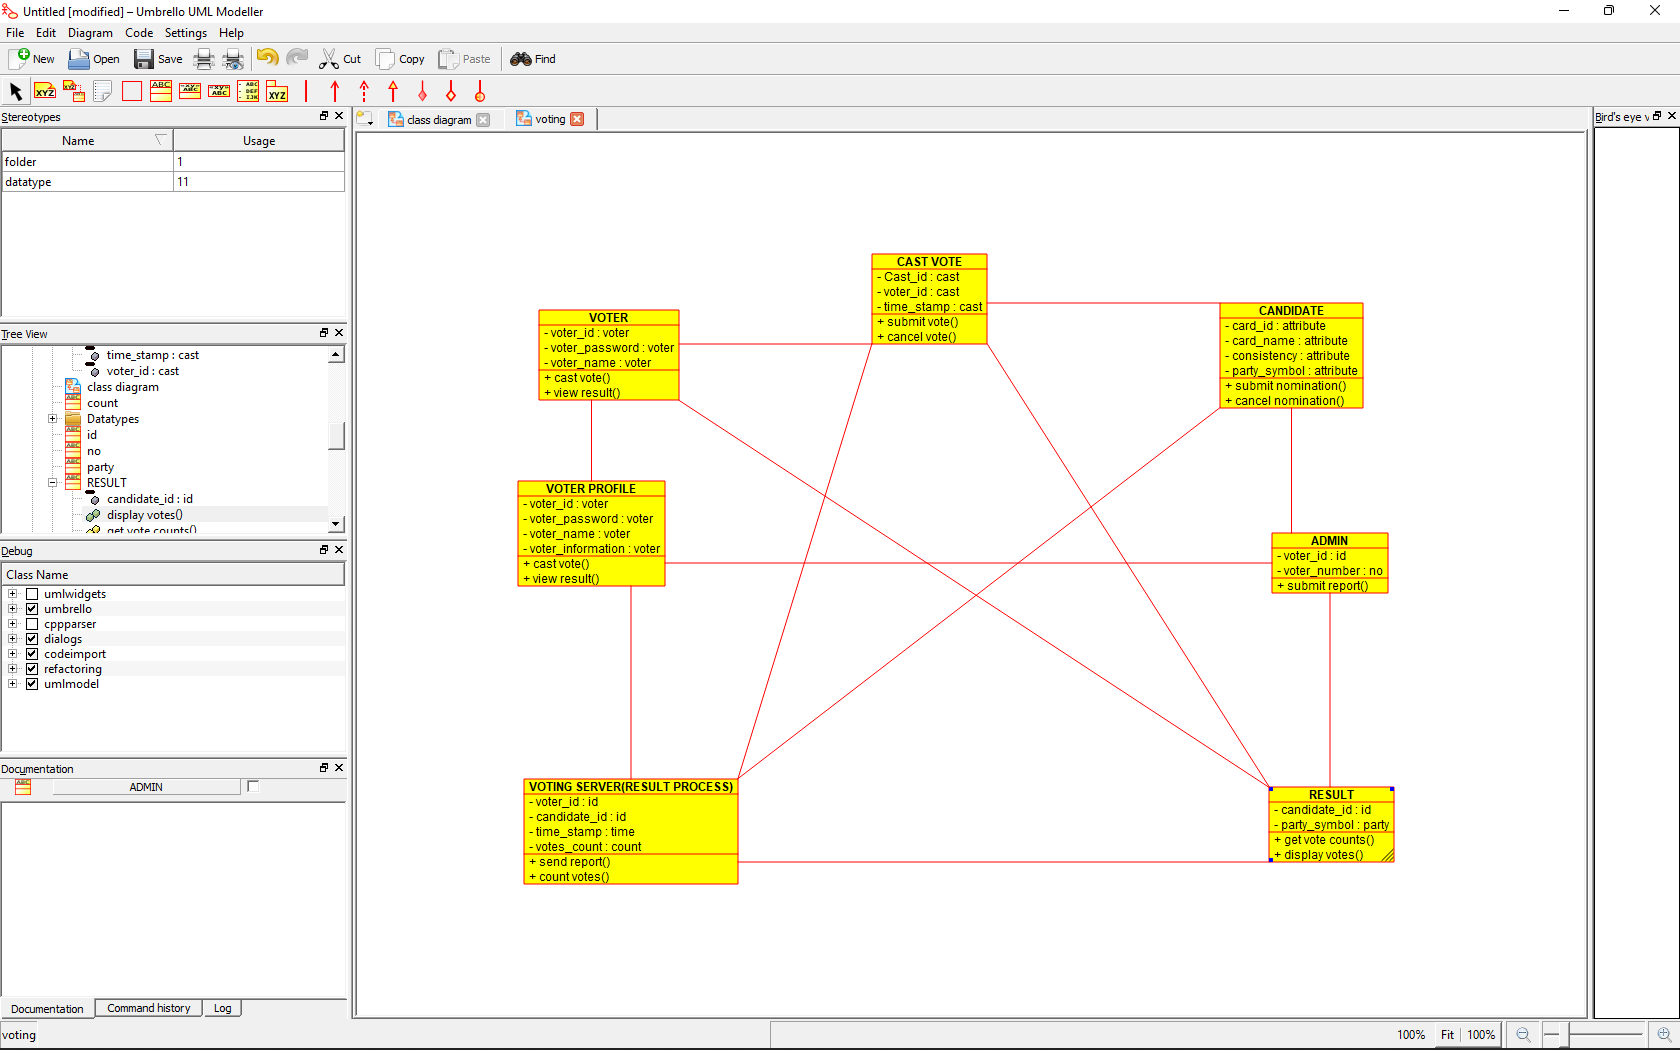 Untitled [modified] – Umbrello UML Modeller
File Edit Diagram Code Settings Help
New Open Save Cut Copy Paste Find
Stereotypes
Name Usage
folder 1
datatype 11
Tree View
time_stamp : cast
voter_id : cast
class diagram
count
Datatypes
id
no
party
RESULT
candidate_id : id
display votes()
get vote counts()
Debug
Class Name
umlwidgets
umbrello
cppparser
dialogs
codeimport
refactoring
umlmodel
Documentation
ADMIN
Documentation Command history Log
voting
class diagram voting
Bird's eye v
CAST VOTE
- Cast_id : cast
- voter_id : cast
- time_stamp : cast
+ submit vote()
+ cancel vote()
VOTER
- voter_id : voter
- voter_password : voter
- voter_name : voter
+ cast vote()
+ view result()
CANDIDATE
- card_id : attribute
- card_name : attribute
- consistency : attribute
- party_symbol : attribute
+ submit nomination()
+ cancel nomination()
VOTER PROFILE
- voter_id : voter
- voter_password : voter
- voter_name : voter
- voter_information : voter
+ cast vote()
+ view result()
ADMIN
- voter_id : id
- voter_number : no
+ submit report()
VOTING SERVER(RESULT PROCESS)
- voter_id : id
- candidate_id : id
- time_stamp : time
- votes_count : count
+ send report()
+ count votes()
RESULT
- candidate_id : id
- party_symbol : party
+ get vote counts()
+ display votes()
100% Fit 100%